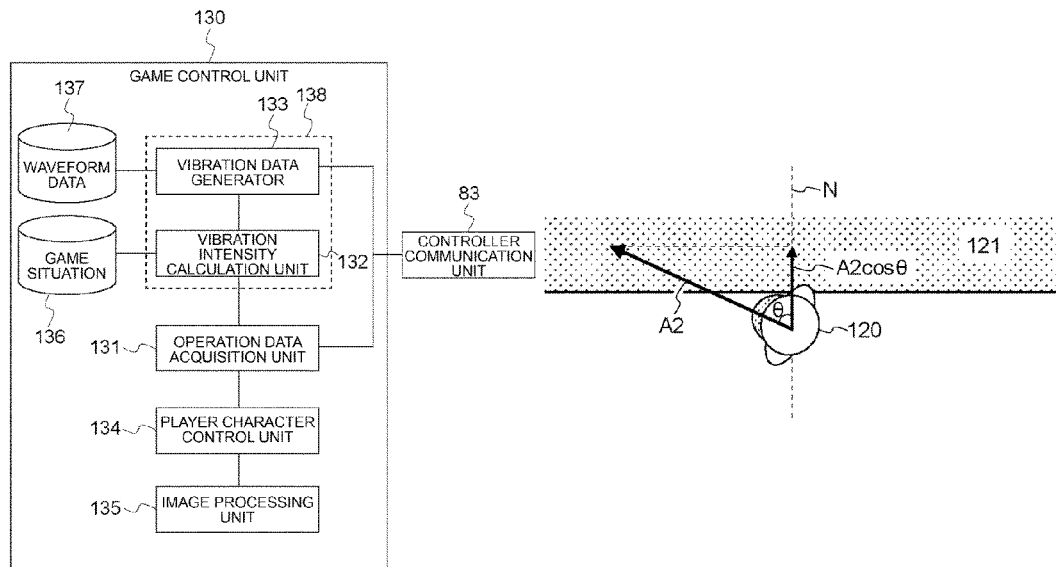 130
GAME CONTROL UNIT
137
133
138
WAVEFORM
DATA
VIBRATION DATA
GENERATOR
83
GAME
SITUATION
VIBRATION
INTENSITY
CALCULATION UNIT
132
CONTROLLER
COMMUNICATION
UNIT
136
131
OPERATION DATA
ACQUISITION UNIT
134
PLAYER CHARACTER
CONTROL UNIT
135
IMAGE PROCESSING
UNIT
N
121
A2cosθ
A2
θ
120